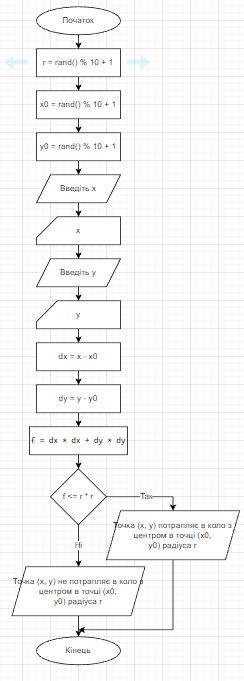 Початок
r = rand() % 10 + 1
x0 = rand() % 10 + 1
y0 = rand() % 10 + 1
Введіть x
x
Введіть y
y
dx = x - x0
dy = y - y0
f = dx * dx + dy * dy
f <= r * r
Так
Точка (x, y) потрапляє в коло з
центром в точці (x0,
y0) радіуса r
Ні
Точка (x, y) не потрапляє в коло з
центром в точці (x0,
y0) радіуса r
Кінець